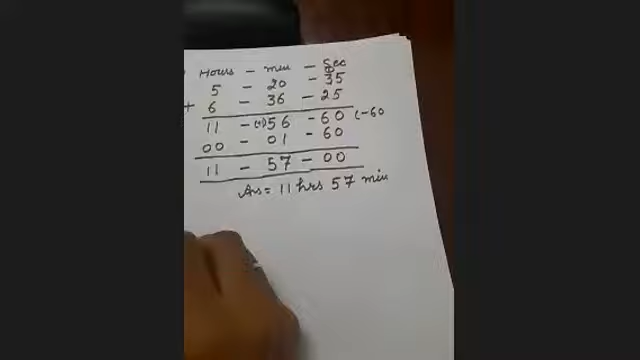 Hours - min - Sec
5 - 20 - 35
+ 6 - 36 - 25
11 - (+)56 - 60 (-60
00 - 01 - 60
11 - 57 - 00
Ans = 11 hrs 57 min